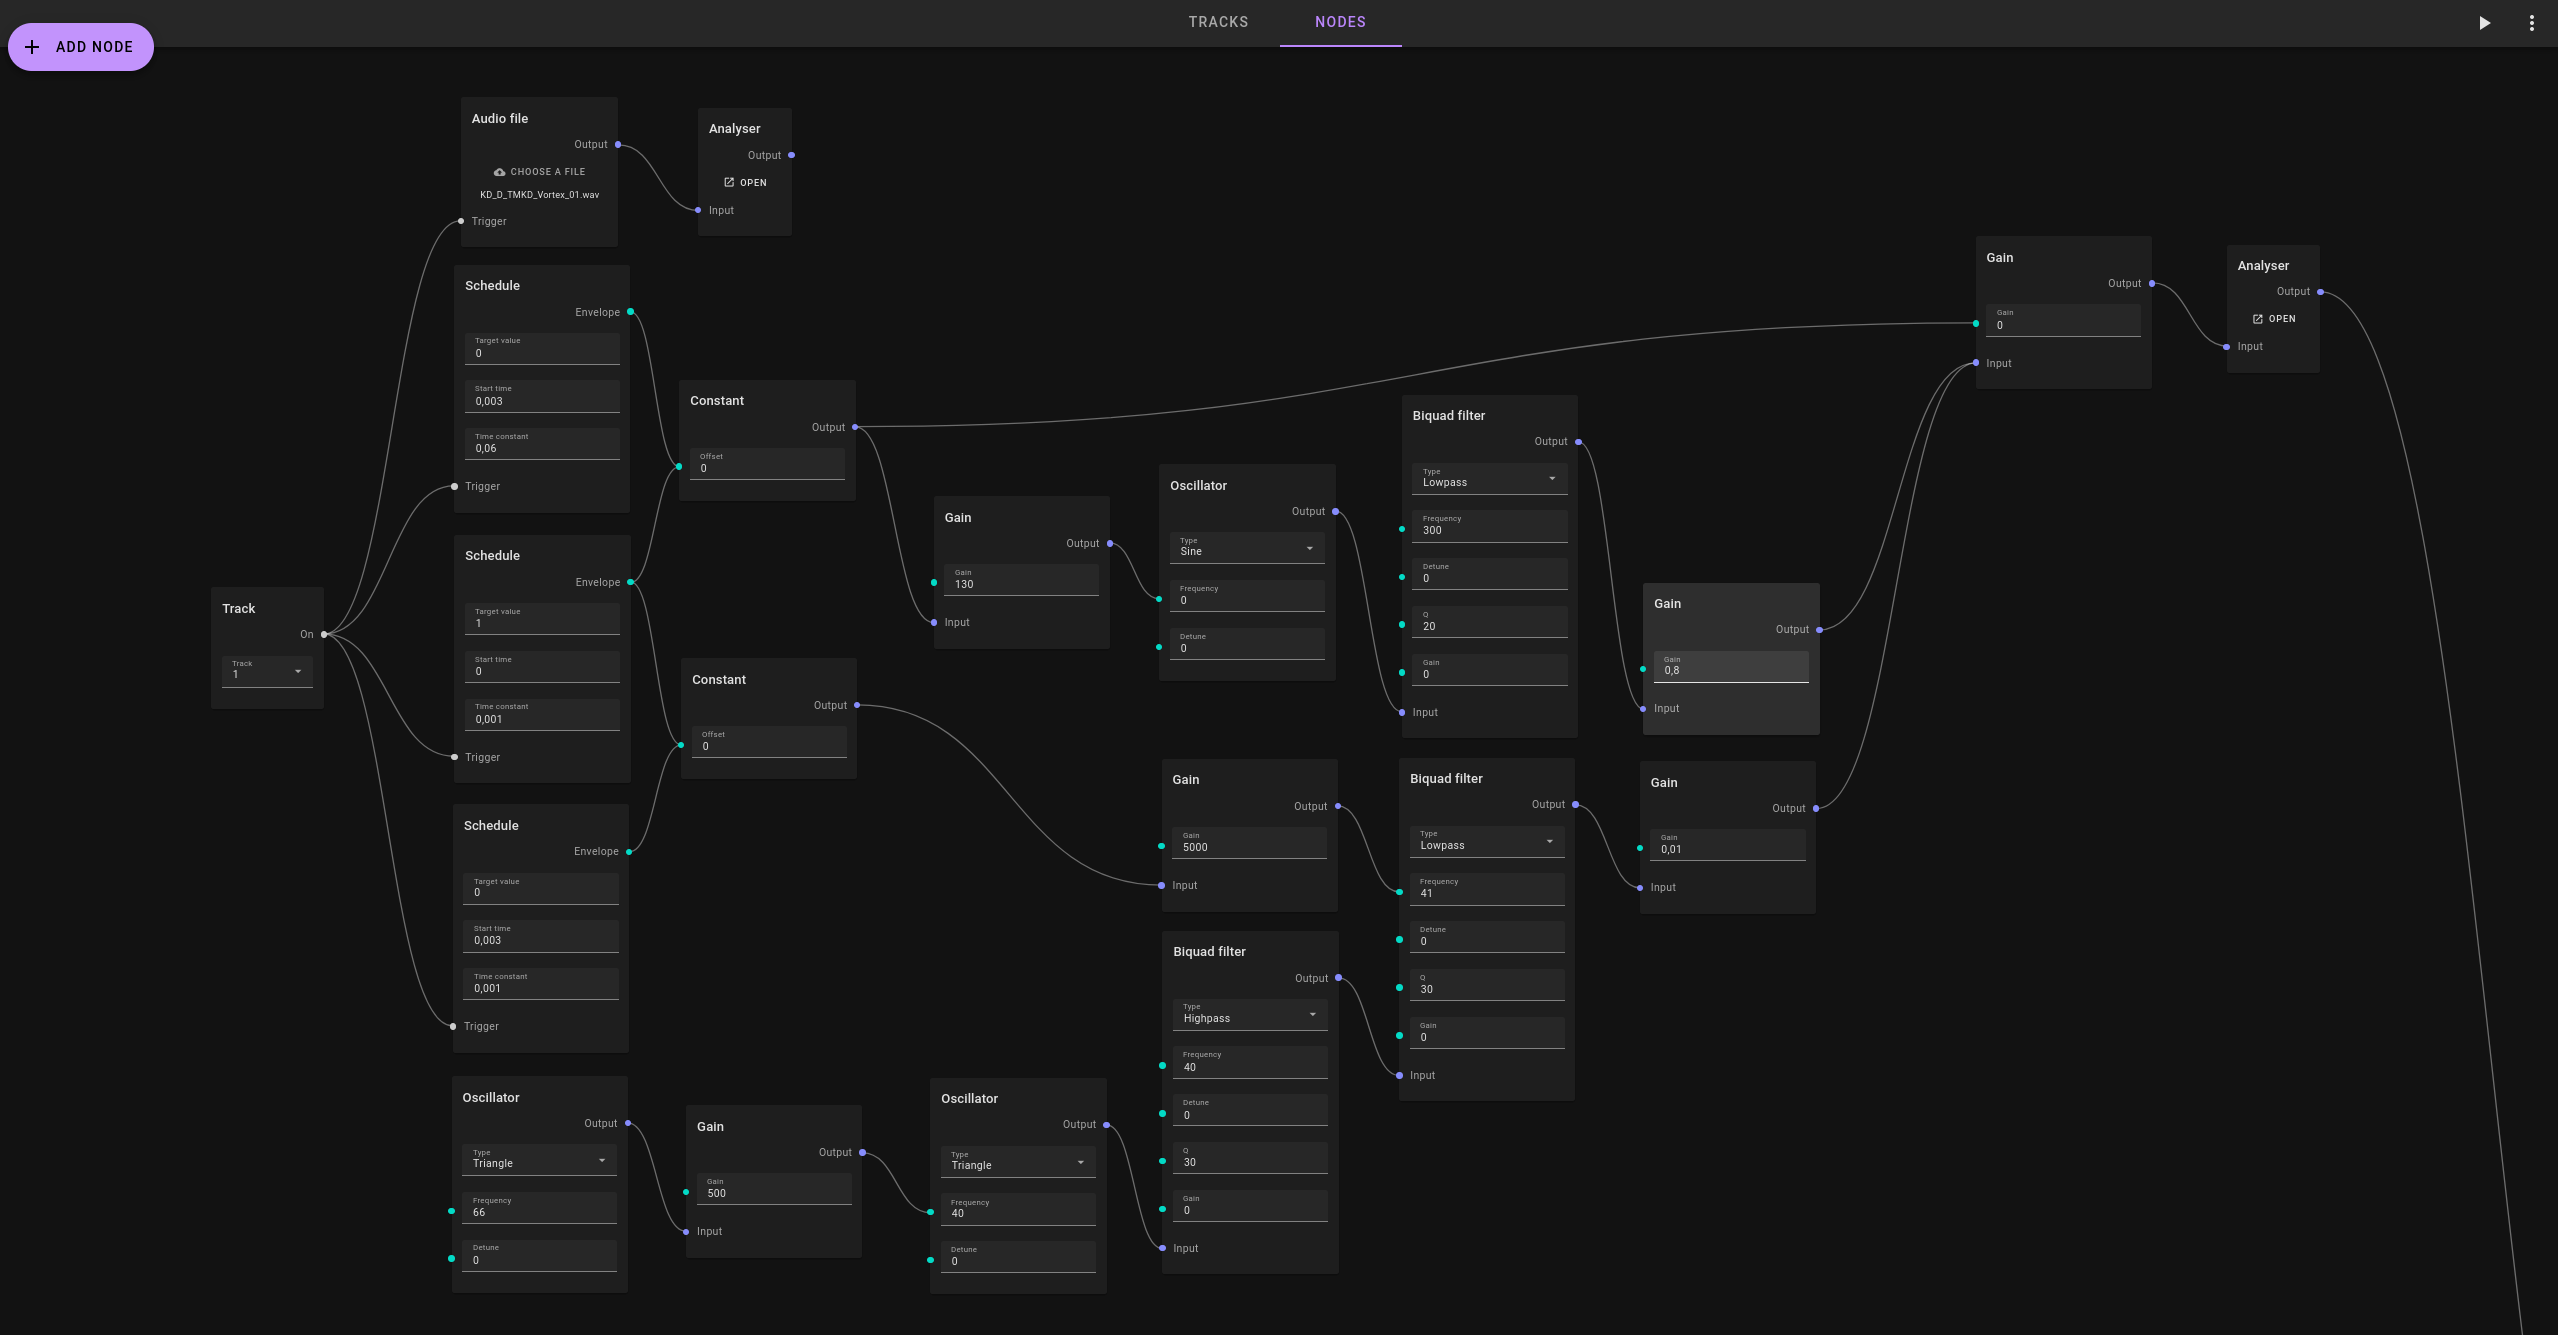 TRACKS
NODES
ADD NODE
Audio file
Output
CHOOSE A FILE
KD_D_TMKD_Vortex_01.wav
Trigger
Analyser
Output
OPEN
Input
Schedule
Envelope
Target value
0
Start time
0,003
Time constant
0,06
Trigger
Schedule
Envelope
Target value
1
Start time
0
Time constant
0,001
Trigger
Track
On
Track
1
Schedule
Envelope
Target value
0
Start time
0,003
Time constant
0,001
Trigger
Constant
Output
Offset
0
Constant
Output
Offset
0
Gain
Output
Gain
130
Input
Oscillator
Output
Type
Sine
Frequency
0
Detune
0
Biquad filter
Output
Type
Lowpass
Frequency
300
Detune
0
Q
20
Gain
0
Input
Gain
Output
Gain
0,8
Input
Gain
Output
Gain
0
Input
Analyser
Output
OPEN
Input
Gain
Output
Gain
5000
Input
Biquad filter
Output
Type
Lowpass
Frequency
41
Detune
0
Q
30
Gain
0
Input
Gain
Output
Gain
0,01
Input
Biquad filter
Output
Type
Highpass
Frequency
40
Detune
0
Q
30
Gain
0
Input
Oscillator
Output
Type
Triangle
Frequency
66
Detune
0
Gain
Output
Gain
500
Input
Oscillator
Output
Type
Triangle
Frequency
40
Detune
0